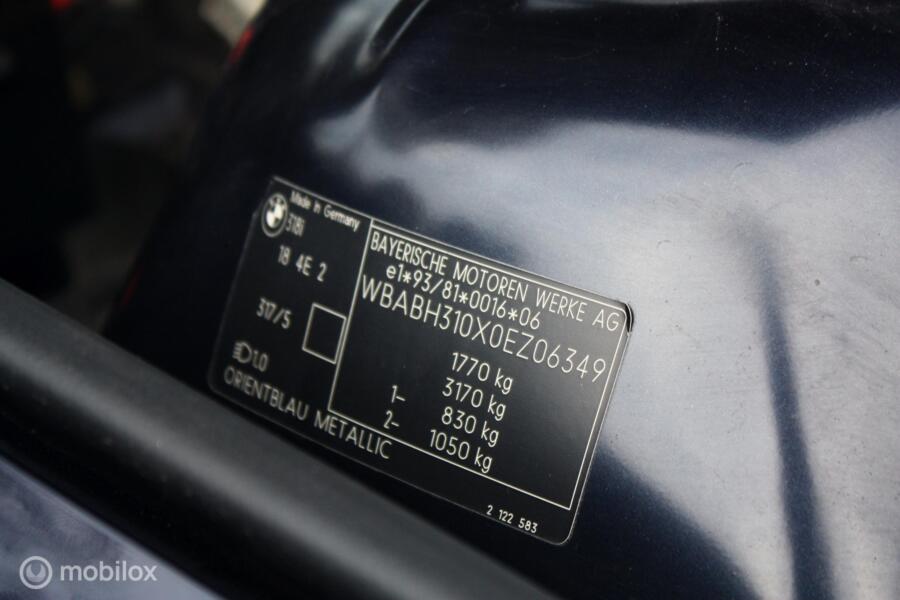 Made in Germany
318i
18 4E 2
317/5
1.0
ORIENTBLAU METALLIC
BAYERISCHE MOTOREN WERKE AG
e1*93/81*0016*06
WBABH310X0EZ06349
1770 kg
3170 kg
1- 830 kg
2- 1050 kg
2 122 583
mobilox